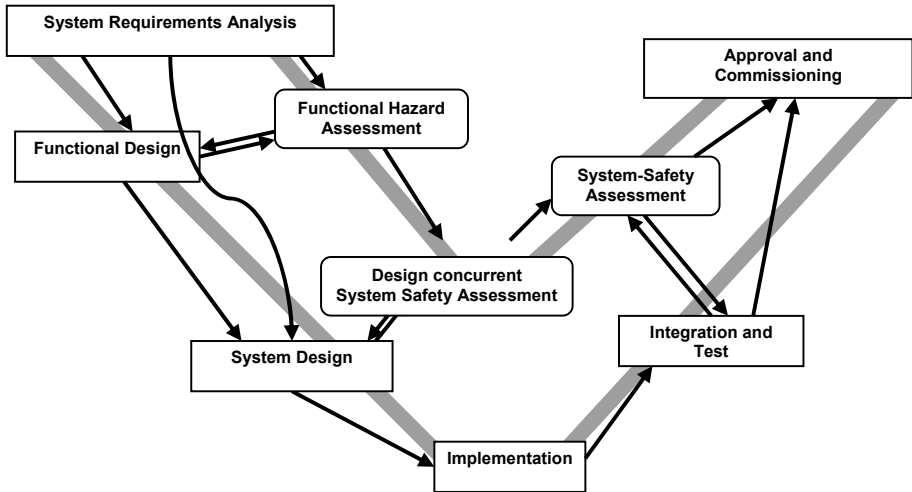 System Requirements Analysis
Approval and
Commissioning
Functional Hazard
Assessment
Functional Design
System-Safety
Assessment
Design concurrent
System Safety Assessment
Integration and
Test
System Design
Implementation